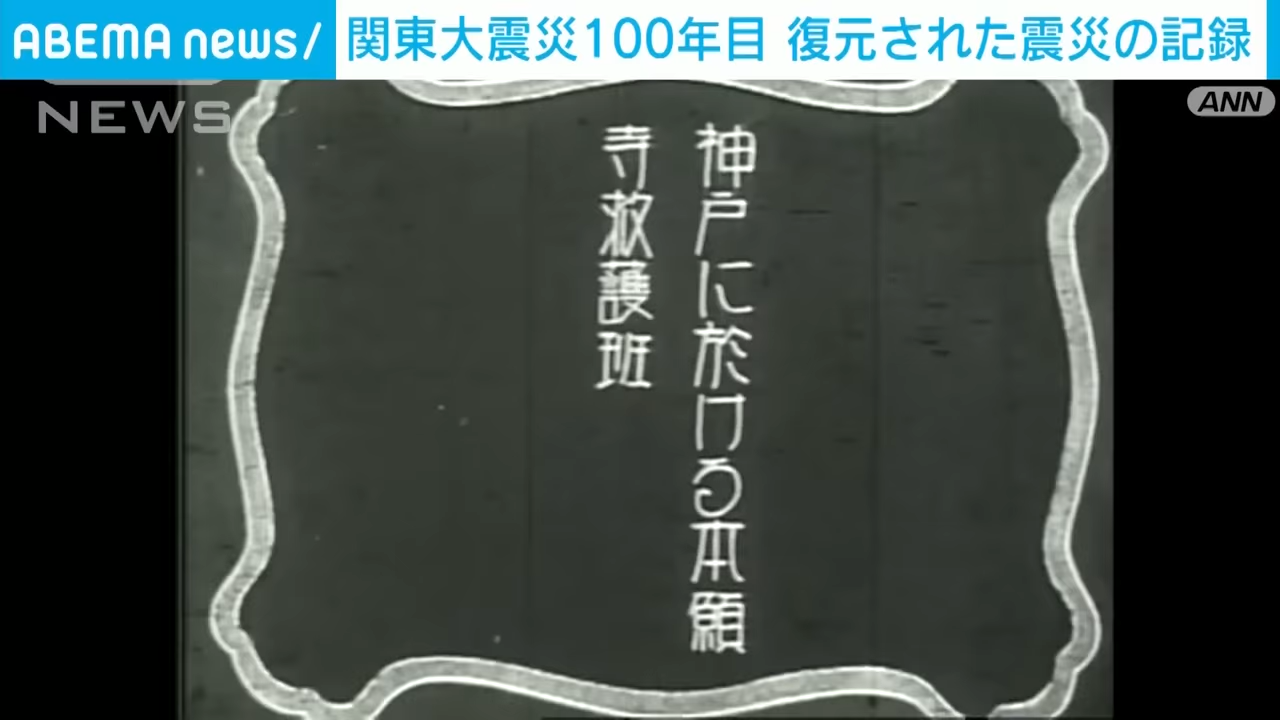 ABEMA news/
関東大震災100年目 復元された震災の記録
NEWS
ANN
神戸に於ける本願
寺救護班